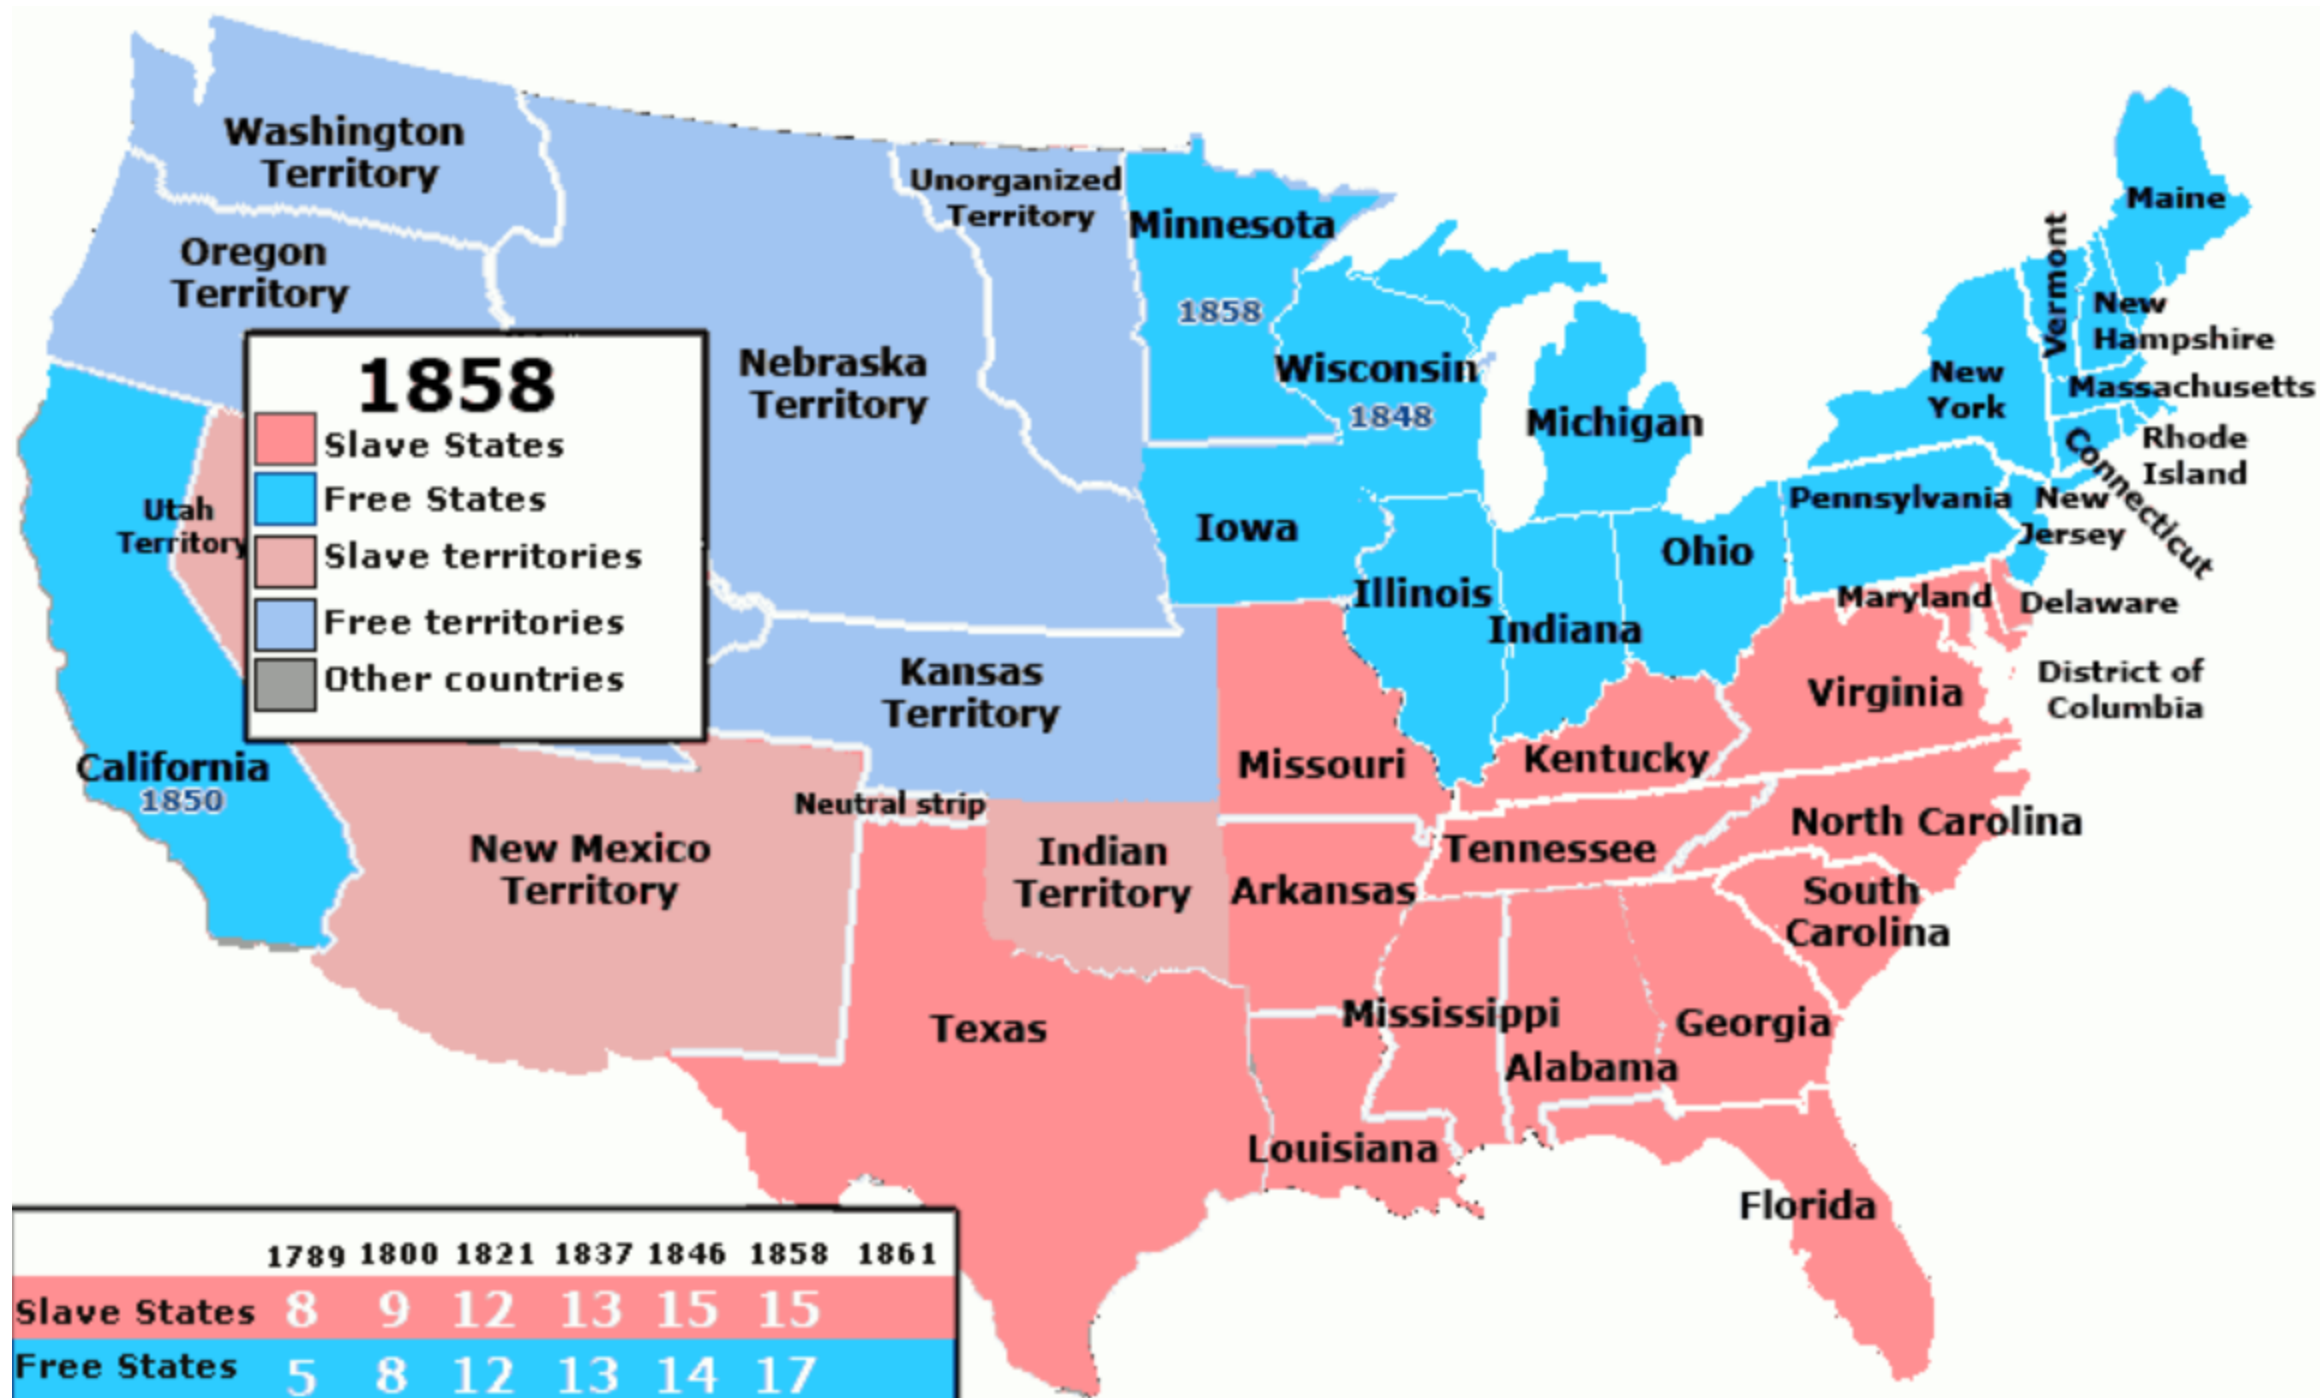 Washington
Territory
Oregon
Territory
Unorganized
Territory
Minnesota
1858
Maine
Vermont
New
Hampshire
Massachusetts
Rhode
Island
Connecticut
New
York
Wisconsin
1848
Michigan
Nebraska
Territory
1858
Slave States
Free States
Slave territories
Free territories
Other countries
Utah
Territory
Iowa
Pennsylvania
New
Jersey
Ohio
Illinois
Indiana
Maryland
Delaware
District of
Columbia
Virginia
Kansas
Territory
Missouri
Kentucky
California
1850
Neutral strip
New Mexico
Territory
Indian
Territory
Arkansas
Tennessee
North Carolina
South
Carolina
Texas
Mississippi
Alabama
Georgia
Louisiana
Florida
1789 1800 1821 1837 1846 1858 1861
Slave States 8 9 12 13 15 15
Free States 5 8 12 13 14 17